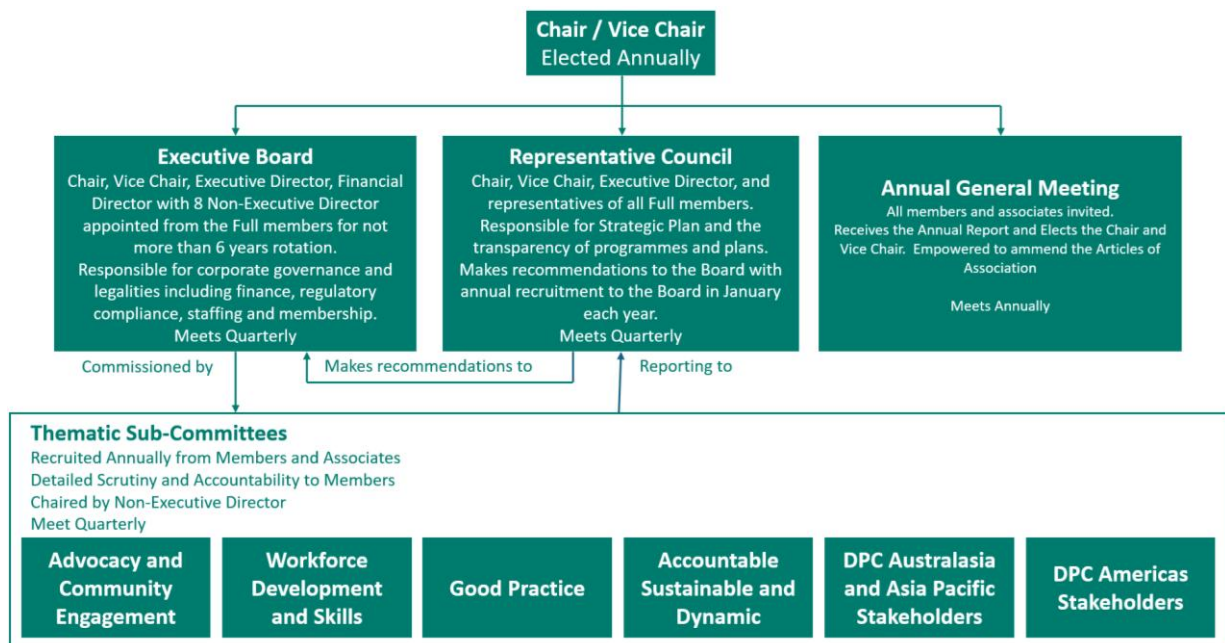 Chair / Vice Chair
Elected Annually
Executive Board
Chair, Vice Chair, Executive Director, Financial
Director with 8 Non-Executive Director
appointed from the Full members for not
more than 6 years rotation.
Responsible for corporate governance and
legalities including finance, regulatory
compliance, staffing and membership.
Meets Quarterly
Representative Council
Chair, Vice Chair, Executive Director, and
representatives of all Full members.
Responsible for Strategic Plan and the
transparency of programmes and plans.
Makes recommendations to the Board with
annual recruitment to the Board in January
each year.
Meets Quarterly
Annual General Meeting
All members and associates invited.
Receives the Annual Report and Elects the Chair and
Vice Chair. Empowered to ammend the Articles of
Association
Meets Annually
Commissioned by
Makes recommendations to
Reporting to
Thematic Sub-Committees
Recruited Annually from Members and Associates
Detailed Scrutiny and Accountability to Members
Chaired by Non-Executive Director
Meet Quarterly
Advocacy and
Community
Engagement
Workforce
Development
and Skills
Good Practice
Accountable
Sustainable and
Dynamic
DPC Australasia
and Asia Pacific
Stakeholders
DPC Americas
Stakeholders